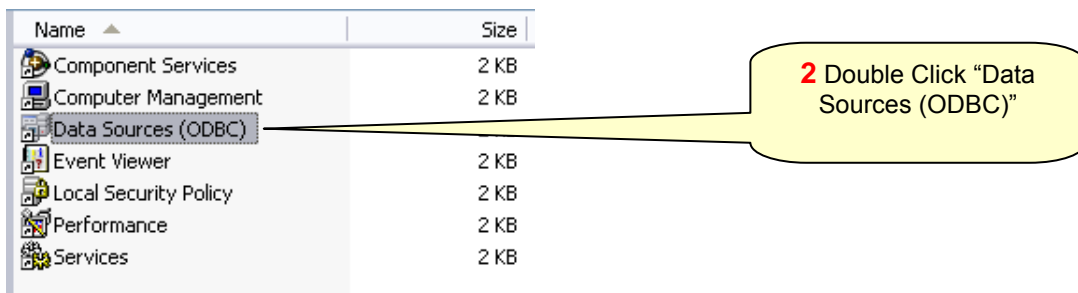 Name Size
Component Services 2 KB
Computer Management 2 KB
Data Sources (ODBC)
Event Viewer 2 KB
Local Security Policy 2 KB
Performance 2 KB
Services 2 KB
2 Double Click “Data
Sources (ODBC)”